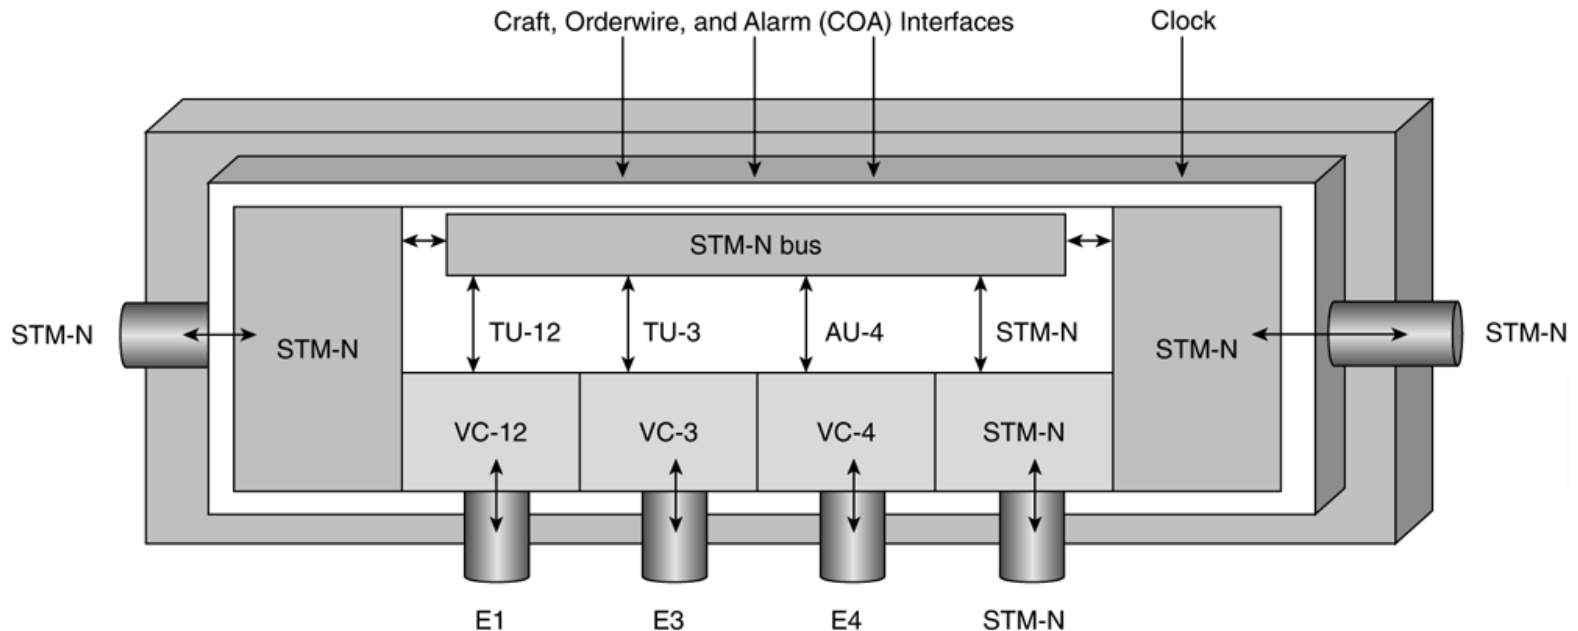 Craft, Orderwire, and Alarm (COA) Interfaces
Clock
STM-N bus
STM-N
STM-N
TU-12
TU-3
AU-4
STM-N
STM-N
STM-N
VC-12
VC-3
VC-4
STM-N
E1
E3
E4
STM-N